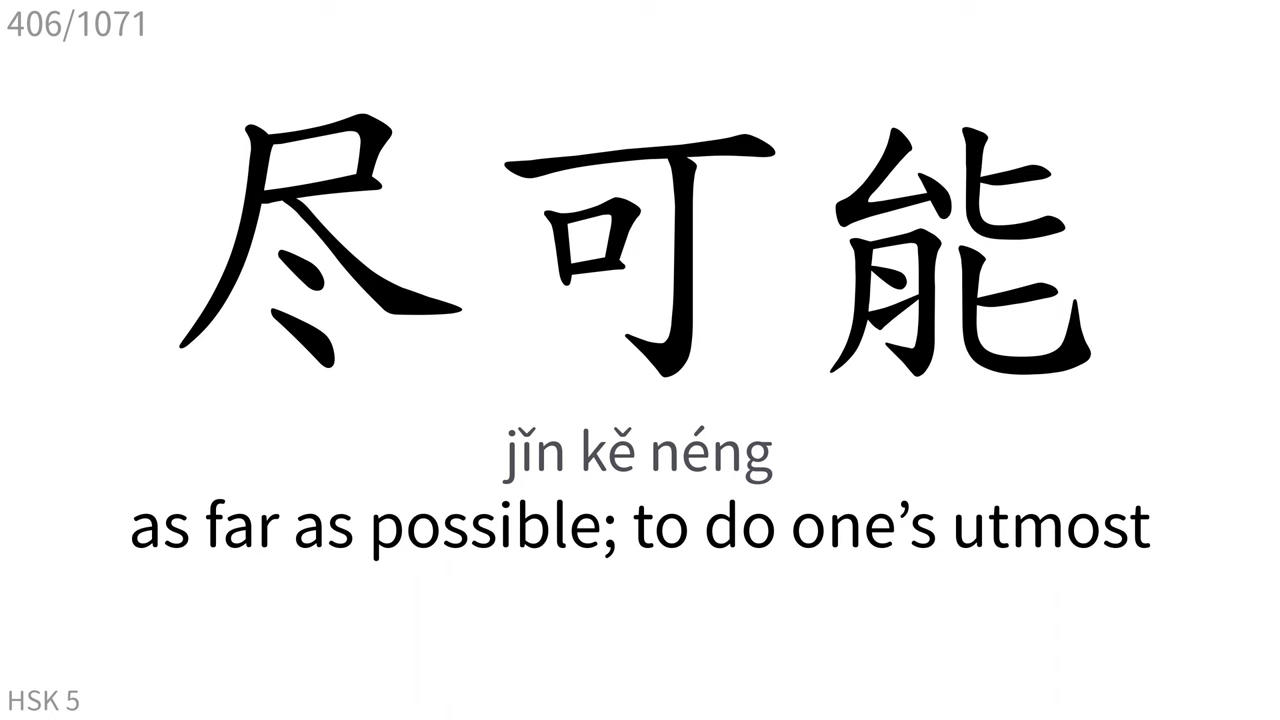 406/1071
尽可能
jǐn kě néng
as far as possible; to do one’s utmost
HSK 5